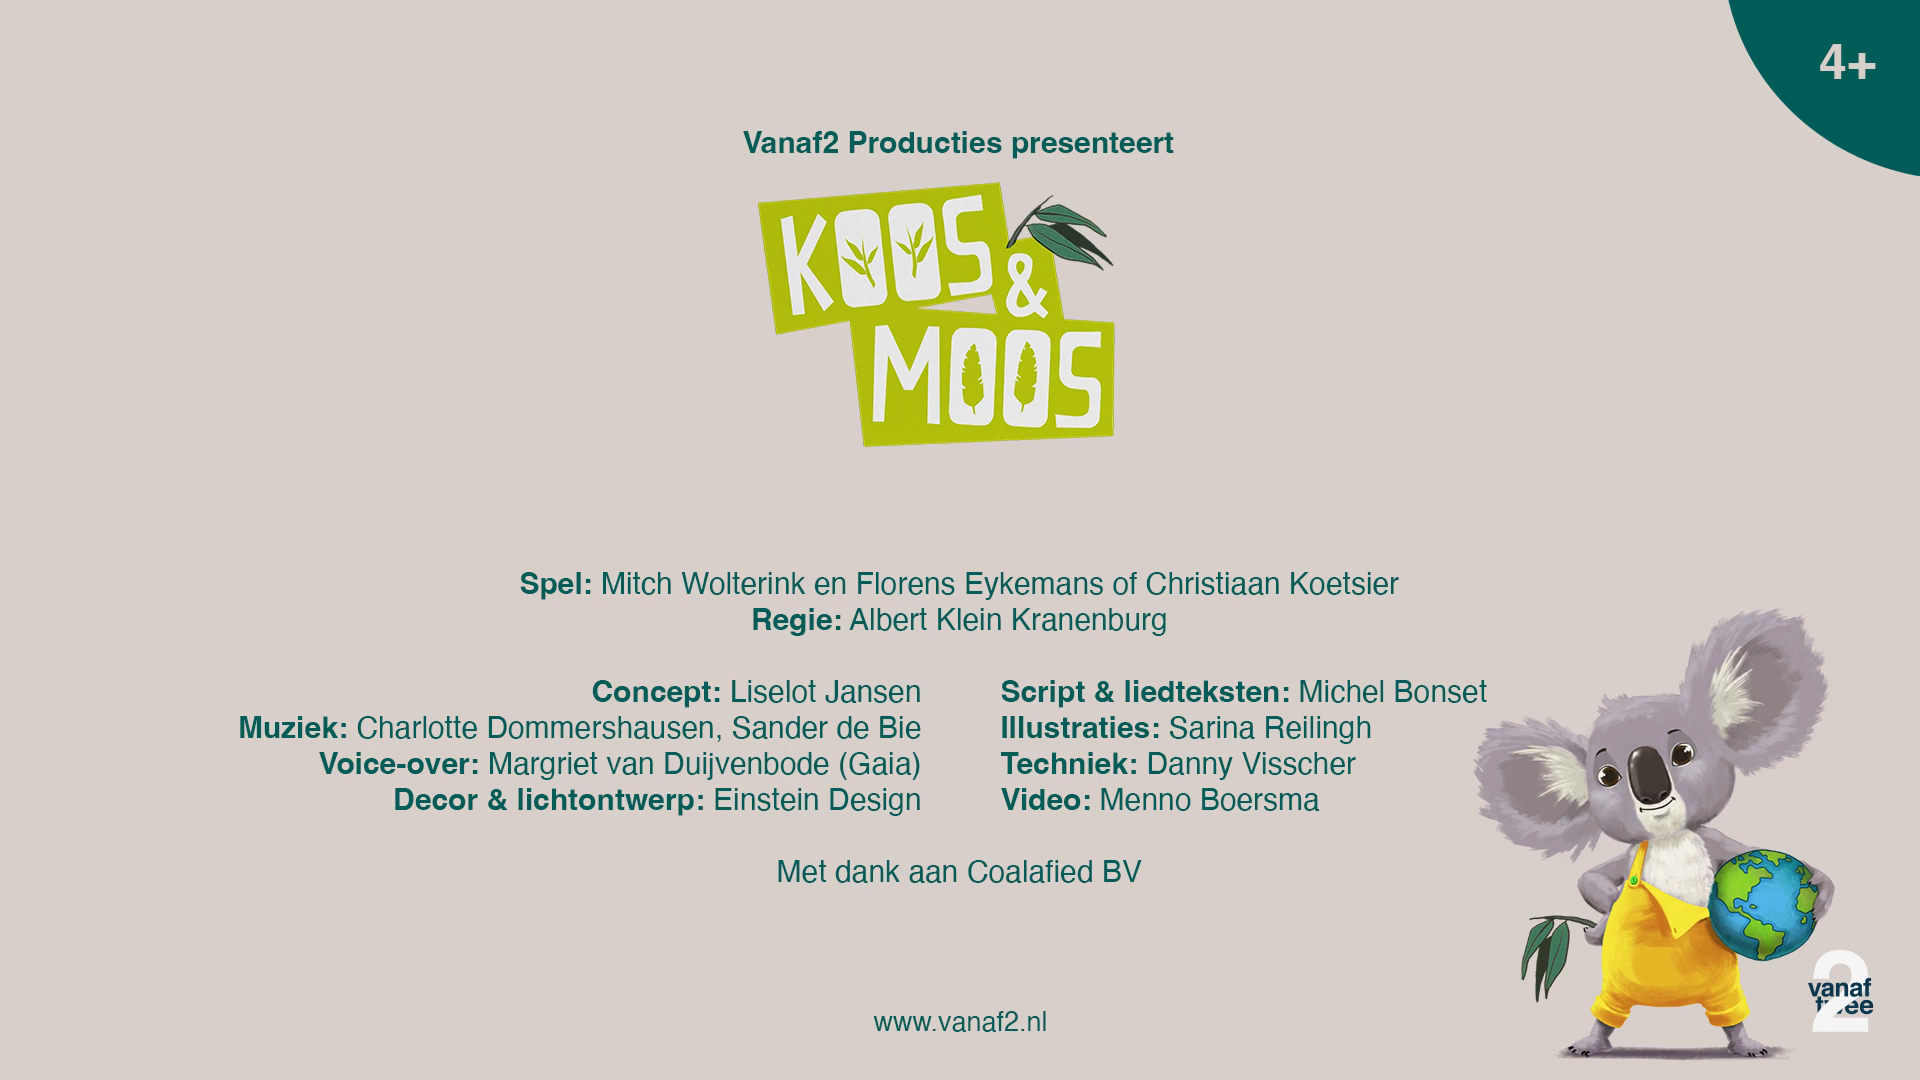 4+
Vanaf2 Producties presenteert
KOOS
&
MOOS
Spel: Mitch Wolterink en Florens Eykemans of Christiaan Koetsier
Regie: Albert Klein Kranenburg
Concept: Liselot Jansen
Muziek: Charlotte Dommershausen, Sander de Bie
Voice-over: Margriet van Duijvenbode (Gaia)
Decor & lichtontwerp: Einstein Design
Script & liedteksten: Michel Bonset
Illustraties: Sarina Reilingh
Techniek: Danny Visscher
Video: Menno Boersma
Met dank aan Coalafied BV
www.vanaf2.nl
2
vanaf
twee